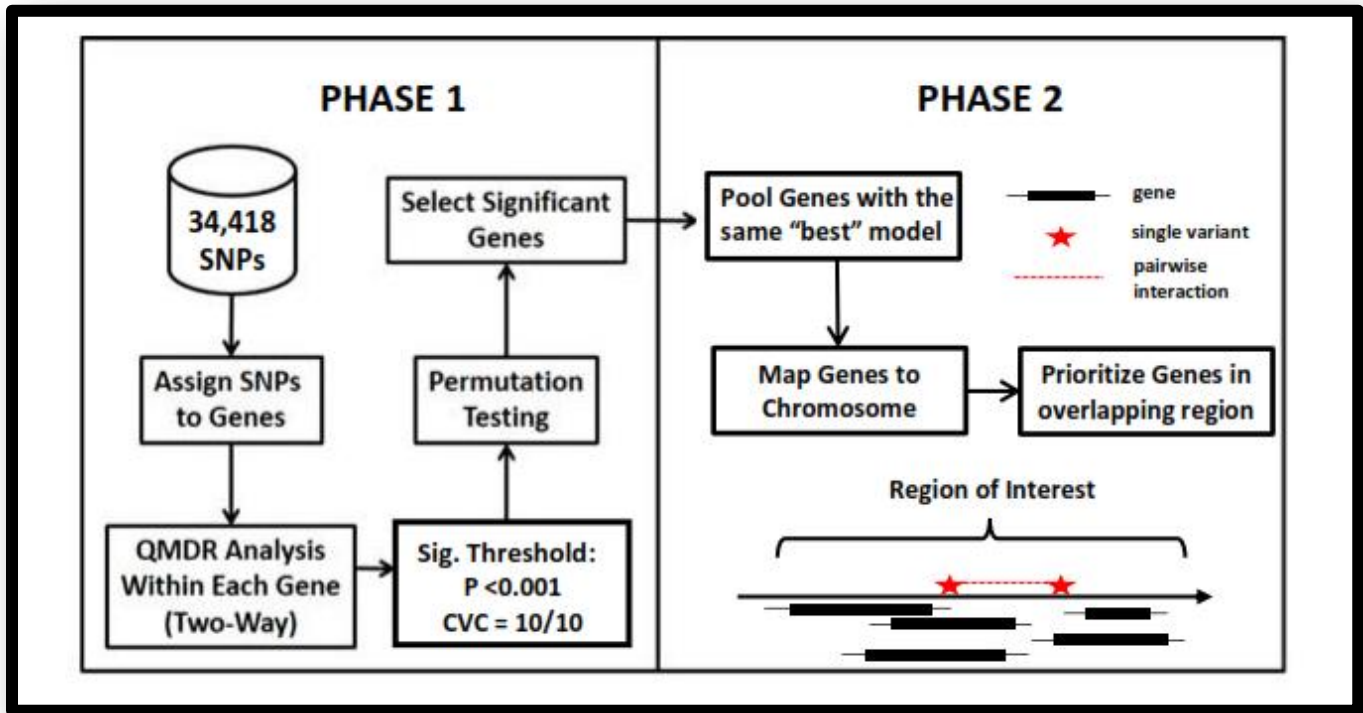 PHASE 1
34,418
SNPs
Assign SNPs
to Genes
QMDR Analysis
Within Each Gene
(Two-Way)
Sig. Threshold:
P <0.001
CVC = 10/10
Permutation
Testing
Select Significant
Genes
PHASE 2
Pool Genes with the
same “best” model
gene
single variant
pairwise
interaction
Map Genes to
Chromosome
Prioritize Genes in
overlapping region
Region of Interest